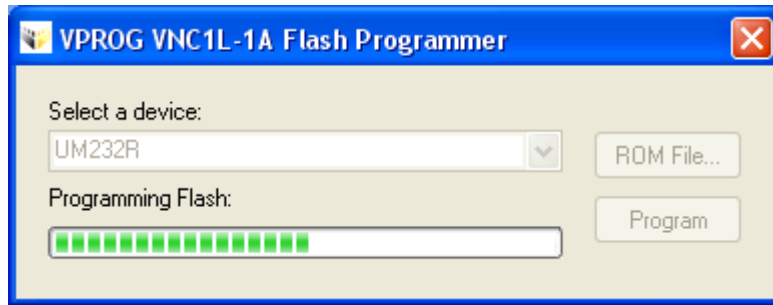 VPROG VNC1L-1A Flash Programmer
Select a device:
UM232R
ROM File...
Programming Flash:
Program